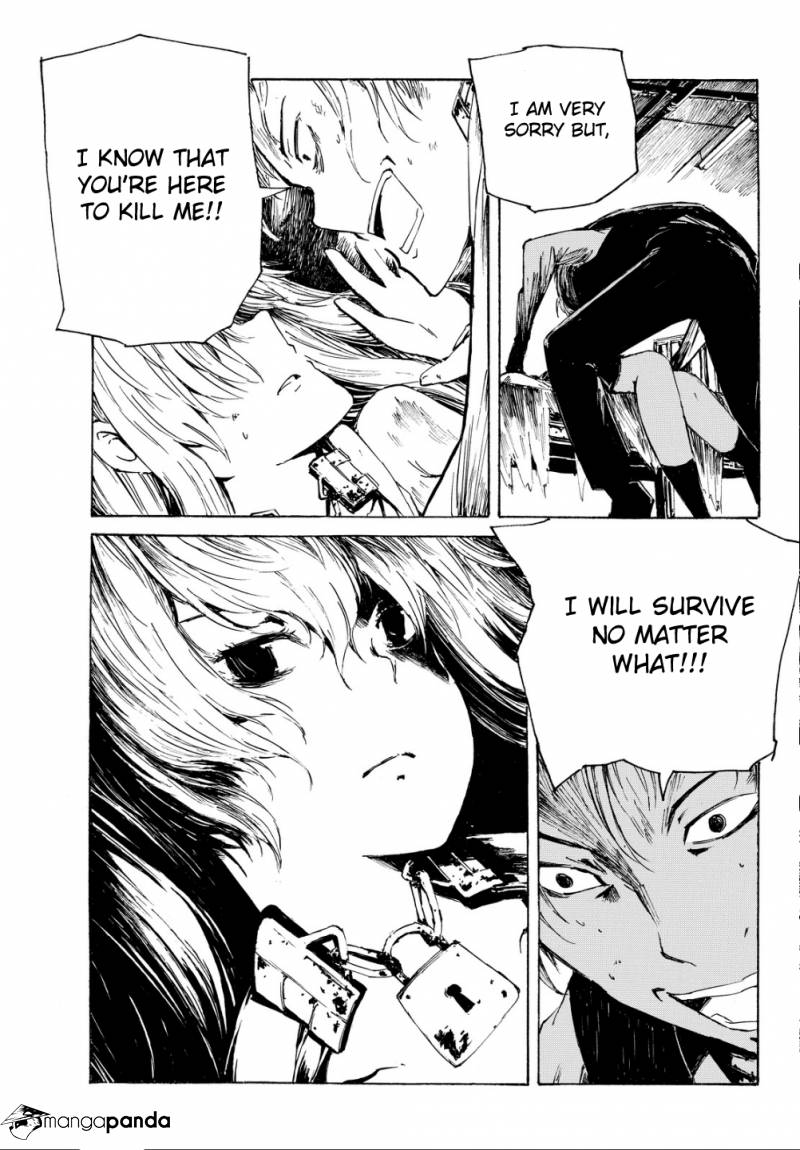 I AM VERY
SORRY BUT,
I KNOW THAT
YOU'RE HERE
TO KILL ME!!
I WILL SURVIVE
NO MATTER
WHAT!!!
mangapanda